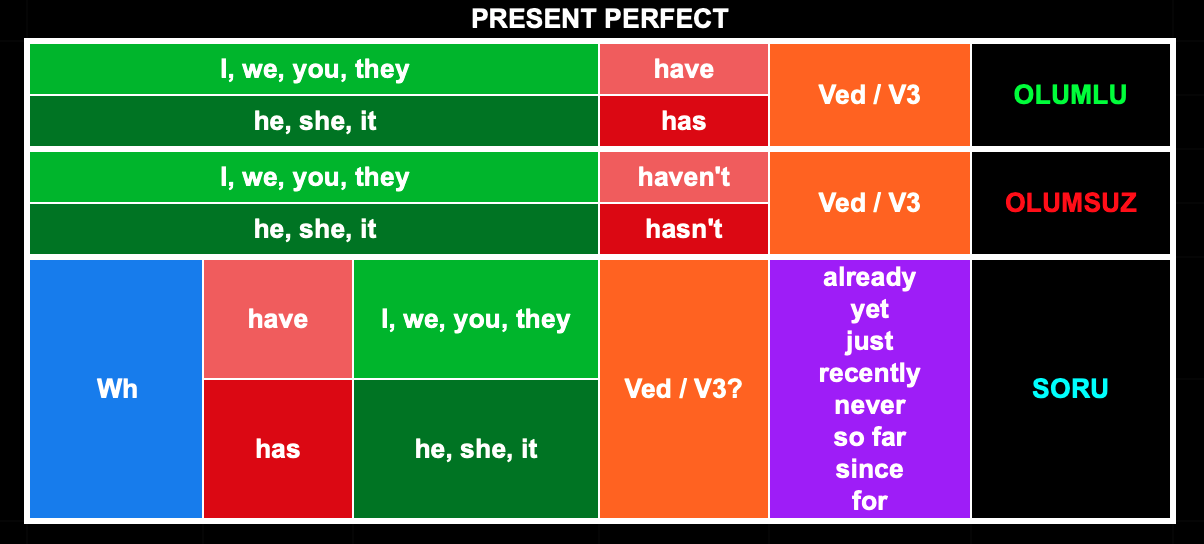 PRESENT PERFECT
I, we, you, they
have
Ved / V3
OLUMLU
he, she, it
has
I, we, you, they
haven't
Ved / V3
OLUMSUZ
he, she, it
hasn't
Wh
have
I, we, you, they
has
he, she, it
Ved / V3?
already
yet
just
recently
never
so far
since
for
SORU